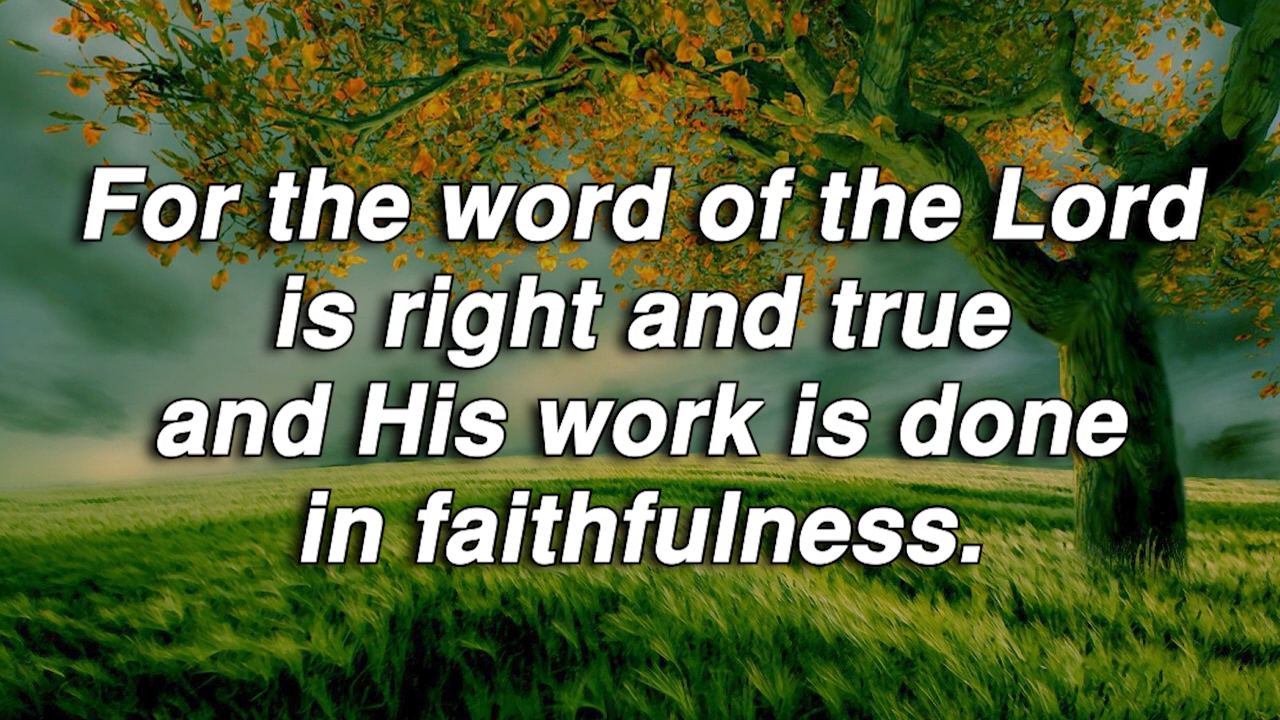 For the word of the Lord
is right and true
and His work is done
in faithfulness.